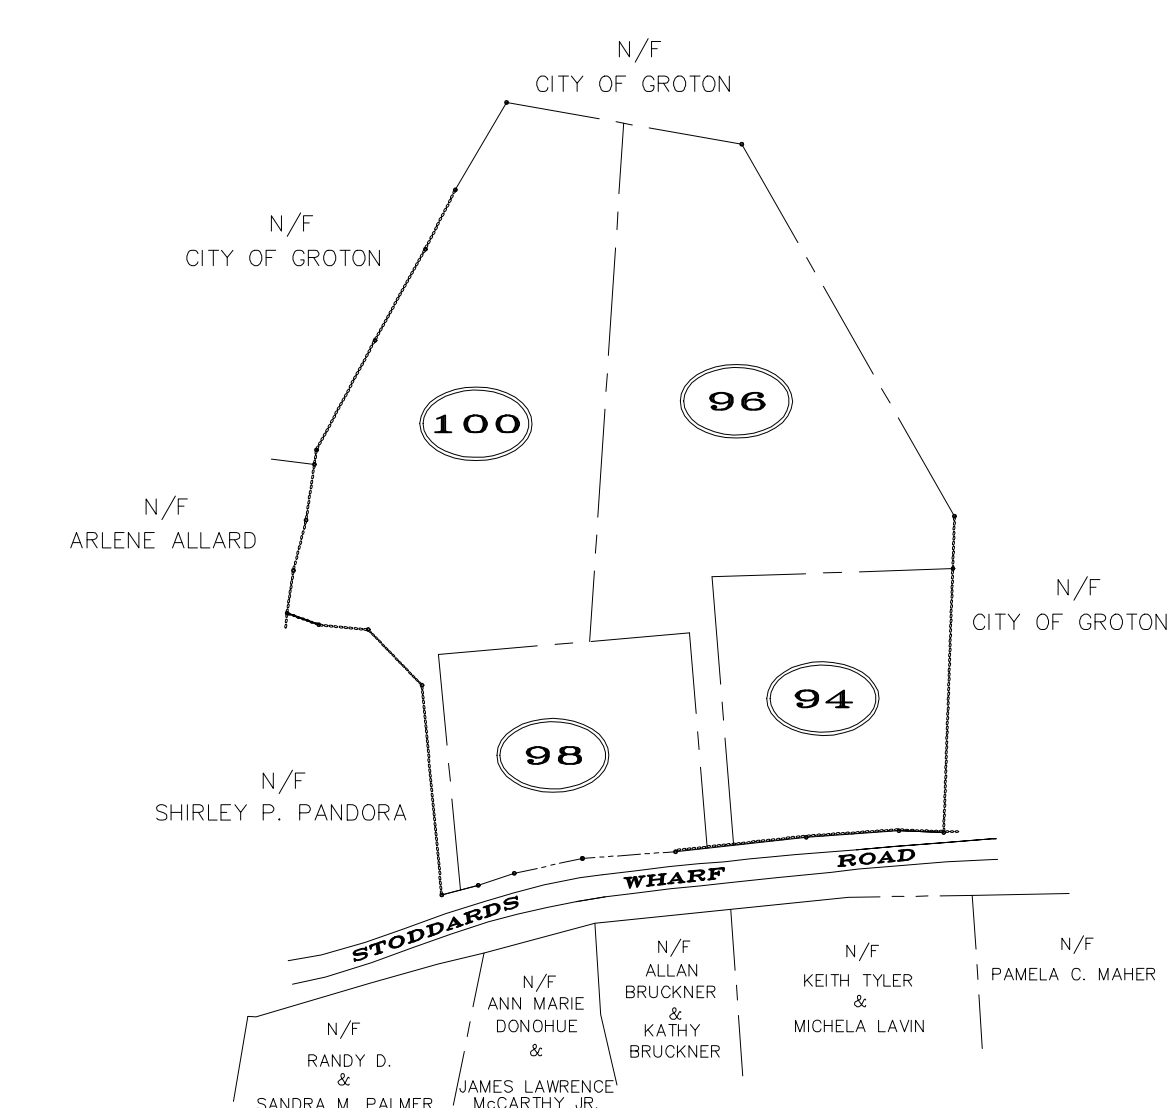 N/F
CITY OF GROTON
N/F
CITY OF GROTON
96
100
N/F
ARLENE ALLARD
N/F
CITY OF GROTON
94
98
N/F
SHIRLEY P. PANDORA
STODDARDS WHARF ROAD
N/F
RANDY D.
&
SANDRA M. PALMER
N/F
ANN MARIE
DONOHUE
&
JAMES LAWRENCE
McCARTHY JR.
N/F
ALLAN
BRUCKNER
&
KATHY
BRUCKNER
N/F
KEITH TYLER
&
MICHELA LAVIN
N/F
PAMELA C. MAHER